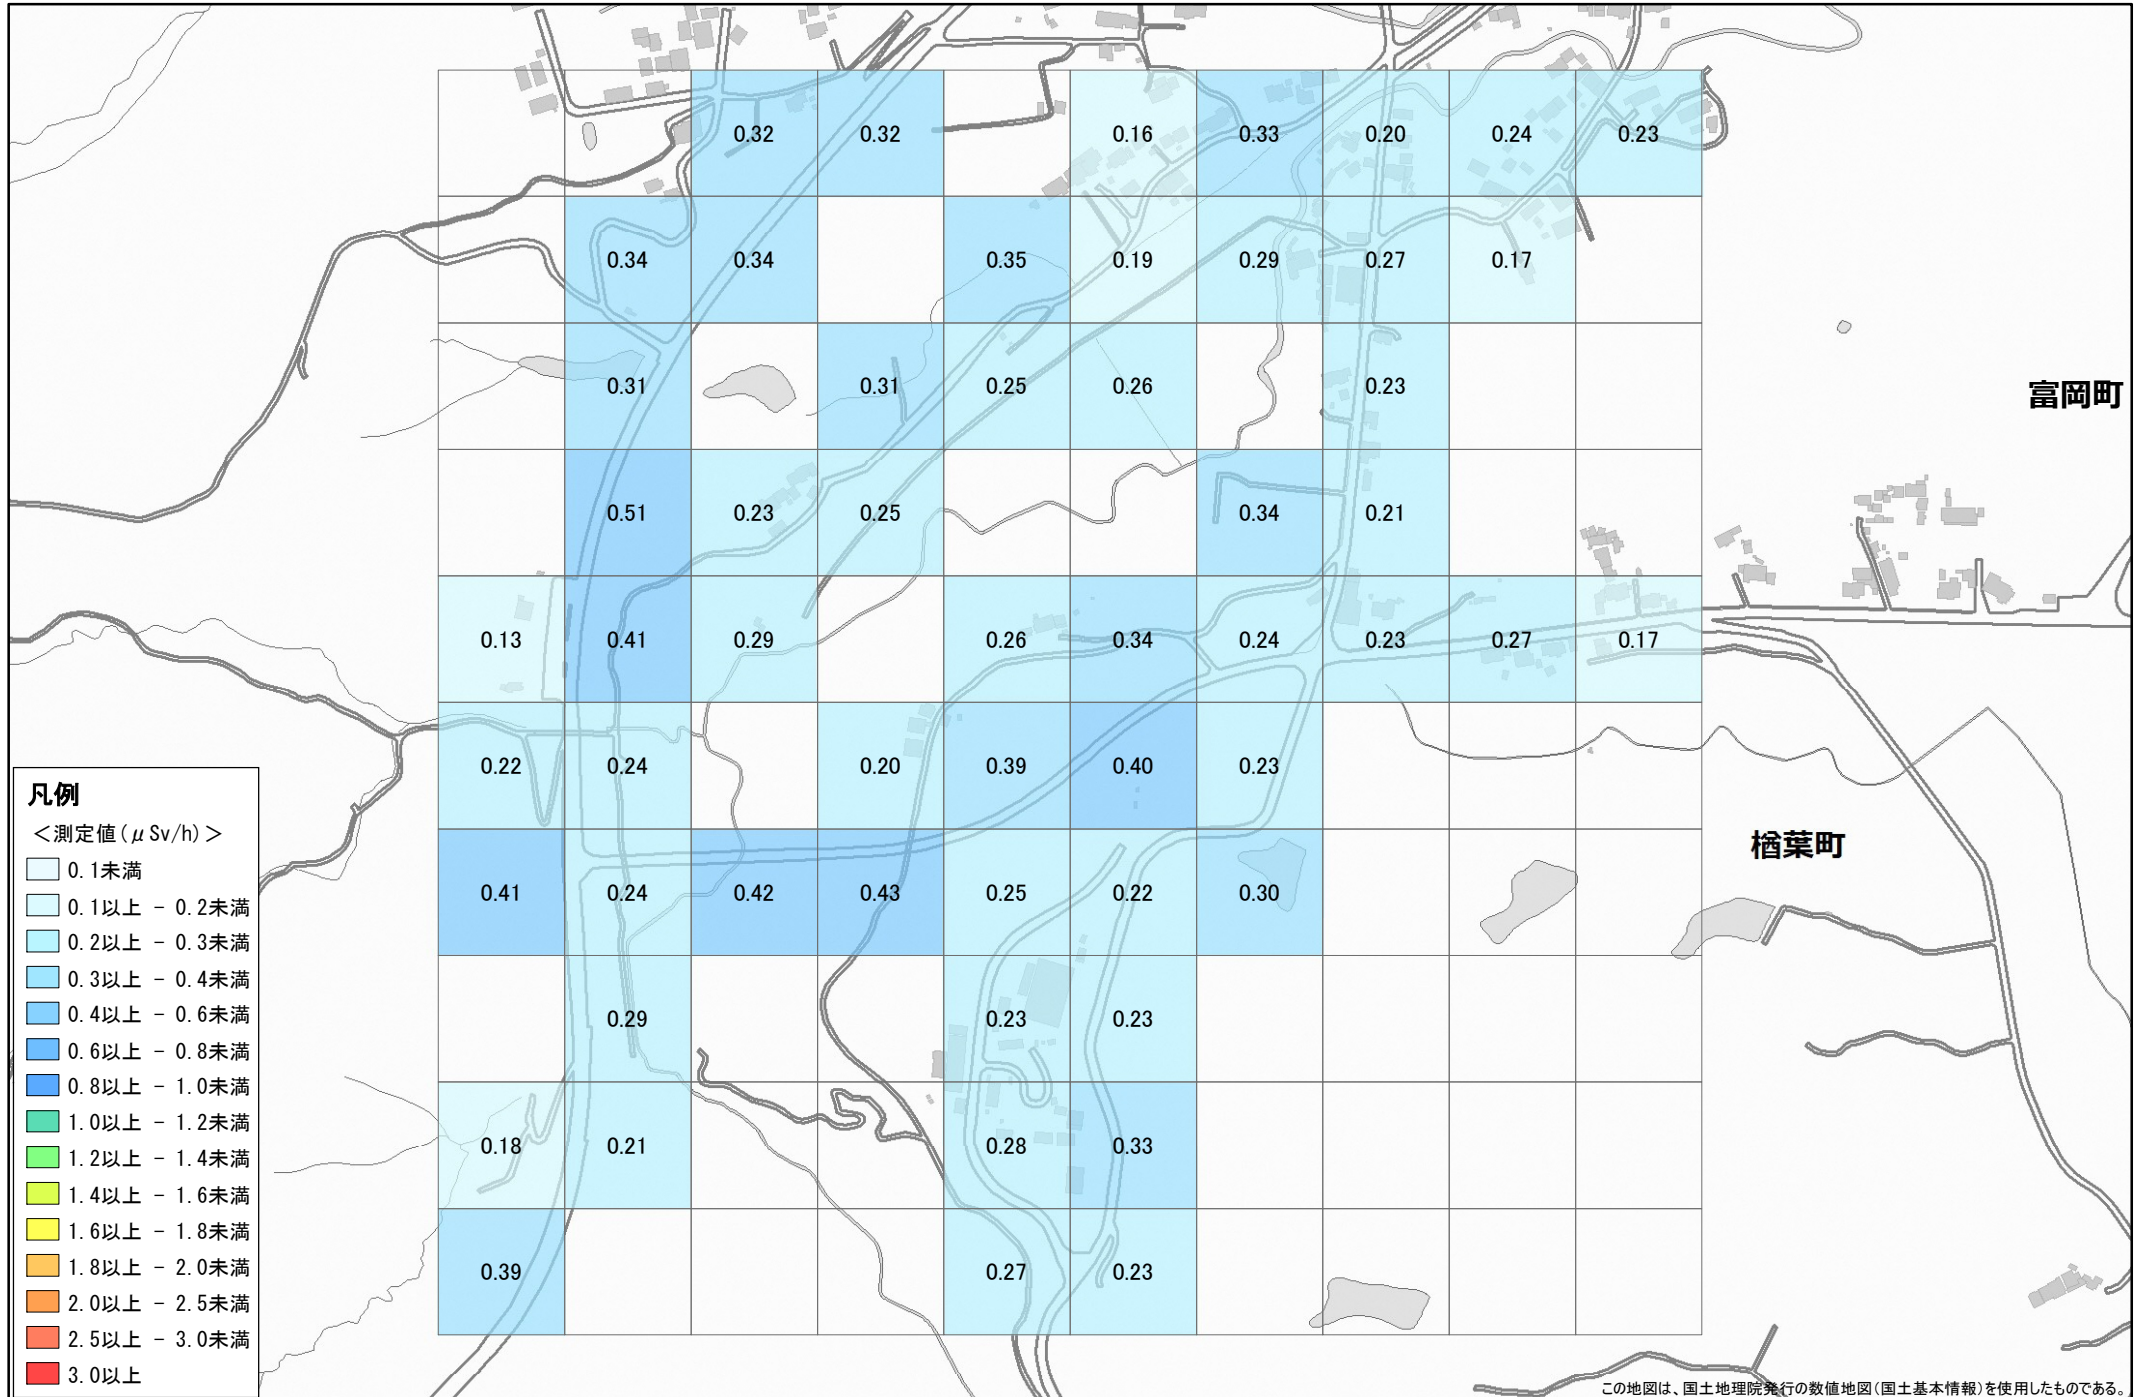 0.32 0.32 0.16 0.33 0.20 0.24 0.23
0.34 0.34 0.35 0.19 0.29 0.27 0.17
0.31 0.31 0.25 0.26 0.23
富岡町
0.51 0.23 0.25 0.34 0.21
0.13 0.41 0.29 0.26 0.34 0.24 0.23 0.27 0.17
0.22 0.24 0.20 0.39 0.40 0.23
楢葉町
0.41 0.24 0.42 0.43 0.25 0.22 0.30
0.29 0.23 0.23
0.18 0.21 0.28 0.33
0.39 0.27 0.23
凡例
<測定値(μSv/h)>
0.1未満
0.1以上 - 0.2未満
0.2以上 - 0.3未満
0.3以上 - 0.4未満
0.4以上 - 0.6未満
0.6以上 - 0.8未満
0.8以上 - 1.0未満
1.0以上 - 1.2未満
1.2以上 - 1.4未満
1.4以上 - 1.6未満
1.6以上 - 1.8未満
1.8以上 - 2.0未満
2.0以上 - 2.5未満
2.5以上 - 3.0未満
3.0以上
この地図は、国土地理院発行の数値地図(国土基本情報)を使用したものである。